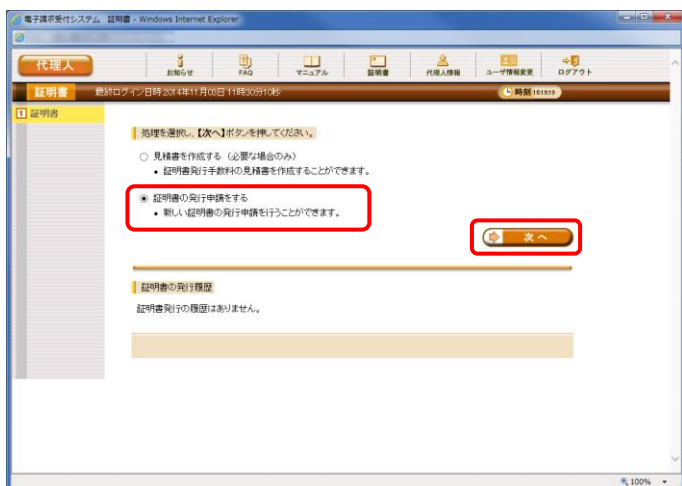 電子請求受付システム 証明書 - Windows Internet Explorer
代理人
お知らせ
FAQ
マニュアル
証明書
代理人情報
ユーザ情報変更
ログアウト
証明書 最終ログイン日時 2014年11月03日 11時30分10秒
時刻 16:19:19
1 証明書
処理を選択し、【次へ】ボタンを押してください。
見積書を作成する (必要な場合のみ)
• 証明書発行手数料の見積書を作成することができます。
証明書の発行申請をする
• 新しい証明書の発行申請を行うことができます。
次 へ
証明書の発行履歴
証明書発行の履歴はありません。
100%